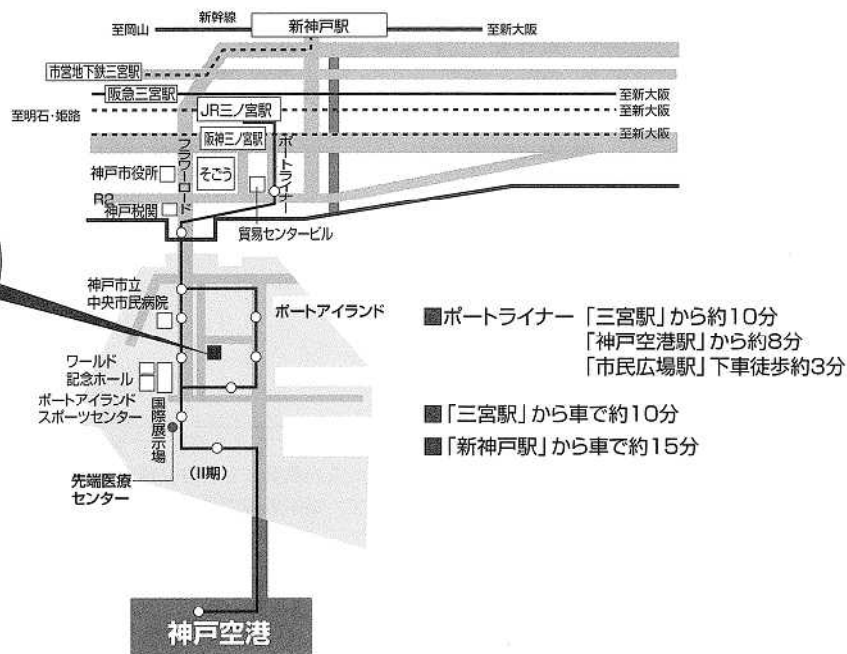 新幹線
至岡山
新神戸駅
至新大阪
市営地下鉄三宮駅
阪急三宮駅
至新大阪
至明石・姫路
JR三ノ宮駅
至新大阪
阪神三ノ宮駅
至新大阪
フラワーロード
ポートライナー
神戸市役所
そごう
R2
神戸税関
貿易センタービル
神戸市立
中央市民病院
ポートアイランド
ワールド
記念ホール
ポートアイランド
スポーツセンター
国際展示場
先端医療
センター
(II期)
神戸空港
■ポートライナー 「三宮駅」から約10分
「神戸空港駅」から約8分
「市民広場駅」下車徒歩約3分
■「三宮駅」から車で約10分
■「新神戸駅」から車で約15分